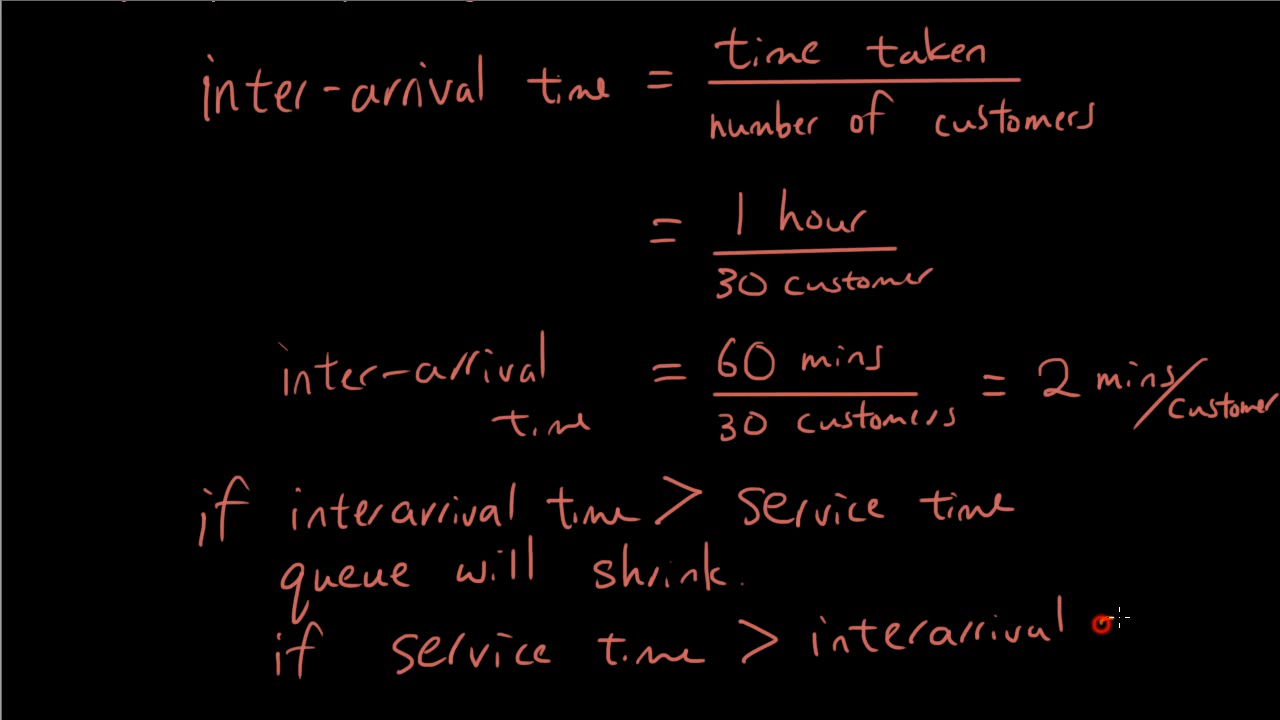 inter-arrival time = time taken / number of customers
= 1 hour / 30 customer
inter-arrival time = 60 mins / 30 customers = 2 mins/customer
if interarrival time > service time
queue will shrink.
if service time > interarrival